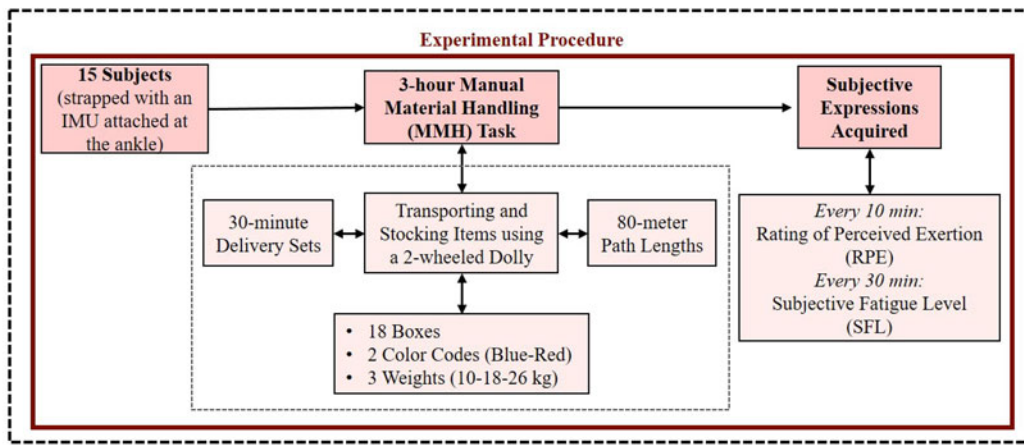 Experimental Procedure
15 Subjects
(strapped with an
IMU attached at
the ankle)
3-hour Manual
Material Handling
(MMH) Task
Subjective
Expressions
Acquired
30-minute
Delivery Sets
Transporting and
Stocking Items using
a 2-wheeled Dolly
80-meter
Path Lengths
• 18 Boxes
• 2 Color Codes (Blue-Red)
• 3 Weights (10-18-26 kg)
Every 10 min:
Rating of Perceived Exertion
(RPE)
Every 30 min:
Subjective Fatigue Level
(SFL)